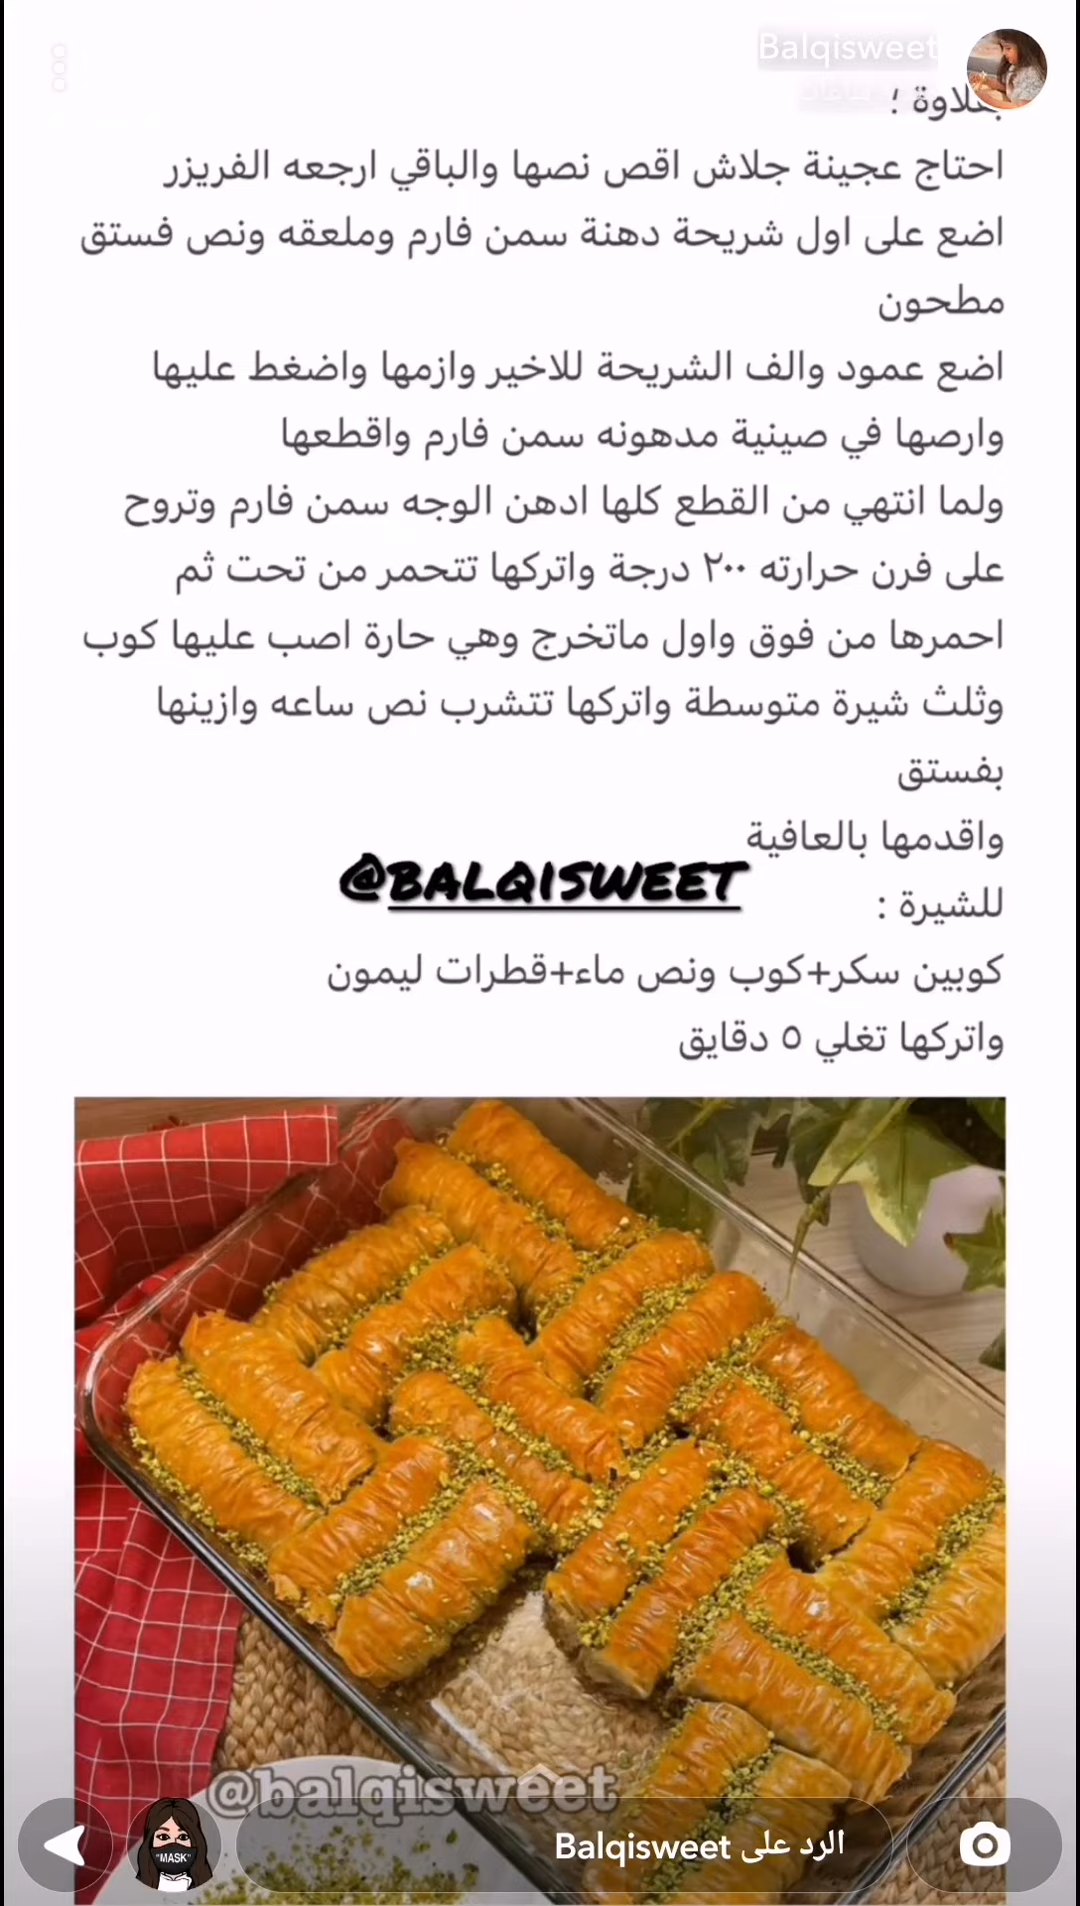 Balqisweet
بقلاوة :
احتاج عجينة جلاش اقص نصها والباقي ارجعه الفريزر
اضع على اول شريحة دهنة سمن فارم وملعقه ونص فستق
مطحون
اضع عمود والف الشريحة للاخير وازمها واضغط عليها
وارصها في صينية مدهونه سمن فارم واقطعها
ولما انتهي من القطع كلها ادهن الوجه سمن فارم وتروح
على فرن حرارته ٢٠٠ درجة واتركها تتحمر من تحت ثم
احمرها من فوق واول ماتخرج وهي حارة اصب عليها كوب
وثلث شيرة متوسطة واتركها تتشرب نص ساعه وازينها
بفستق
واقدمها بالعافية
@BALQISWEET
للشيرة :
كوبين سكر+كوب ونص ماء+قطرات ليمون
واتركها تغلي ٥ دقايق
@balqisweet
"MASK"
الرد على Balqisweet